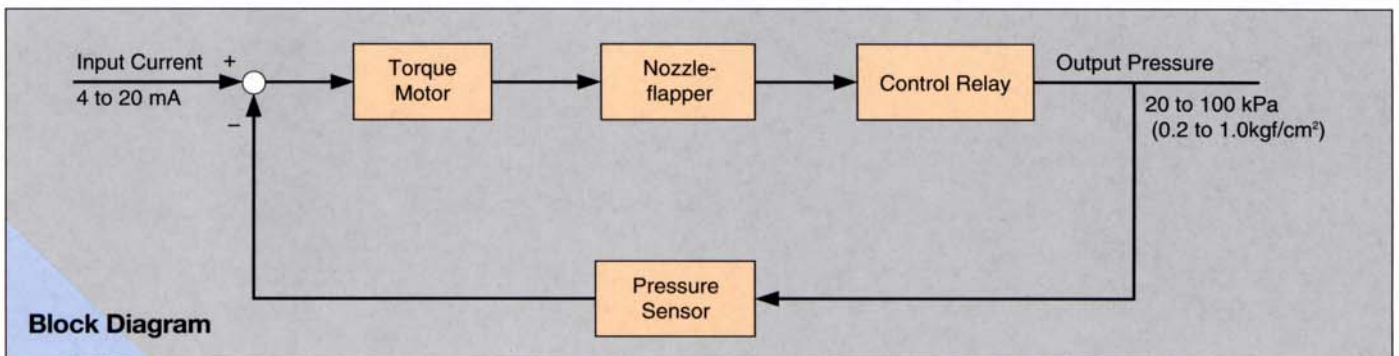 Input Current +
4 to 20 mA
−
Torque
Motor
Nozzle-
flapper
Control Relay
Output Pressure
20 to 100 kPa
(0.2 to 1.0kgf/cm²)
Pressure
Sensor
Block Diagram